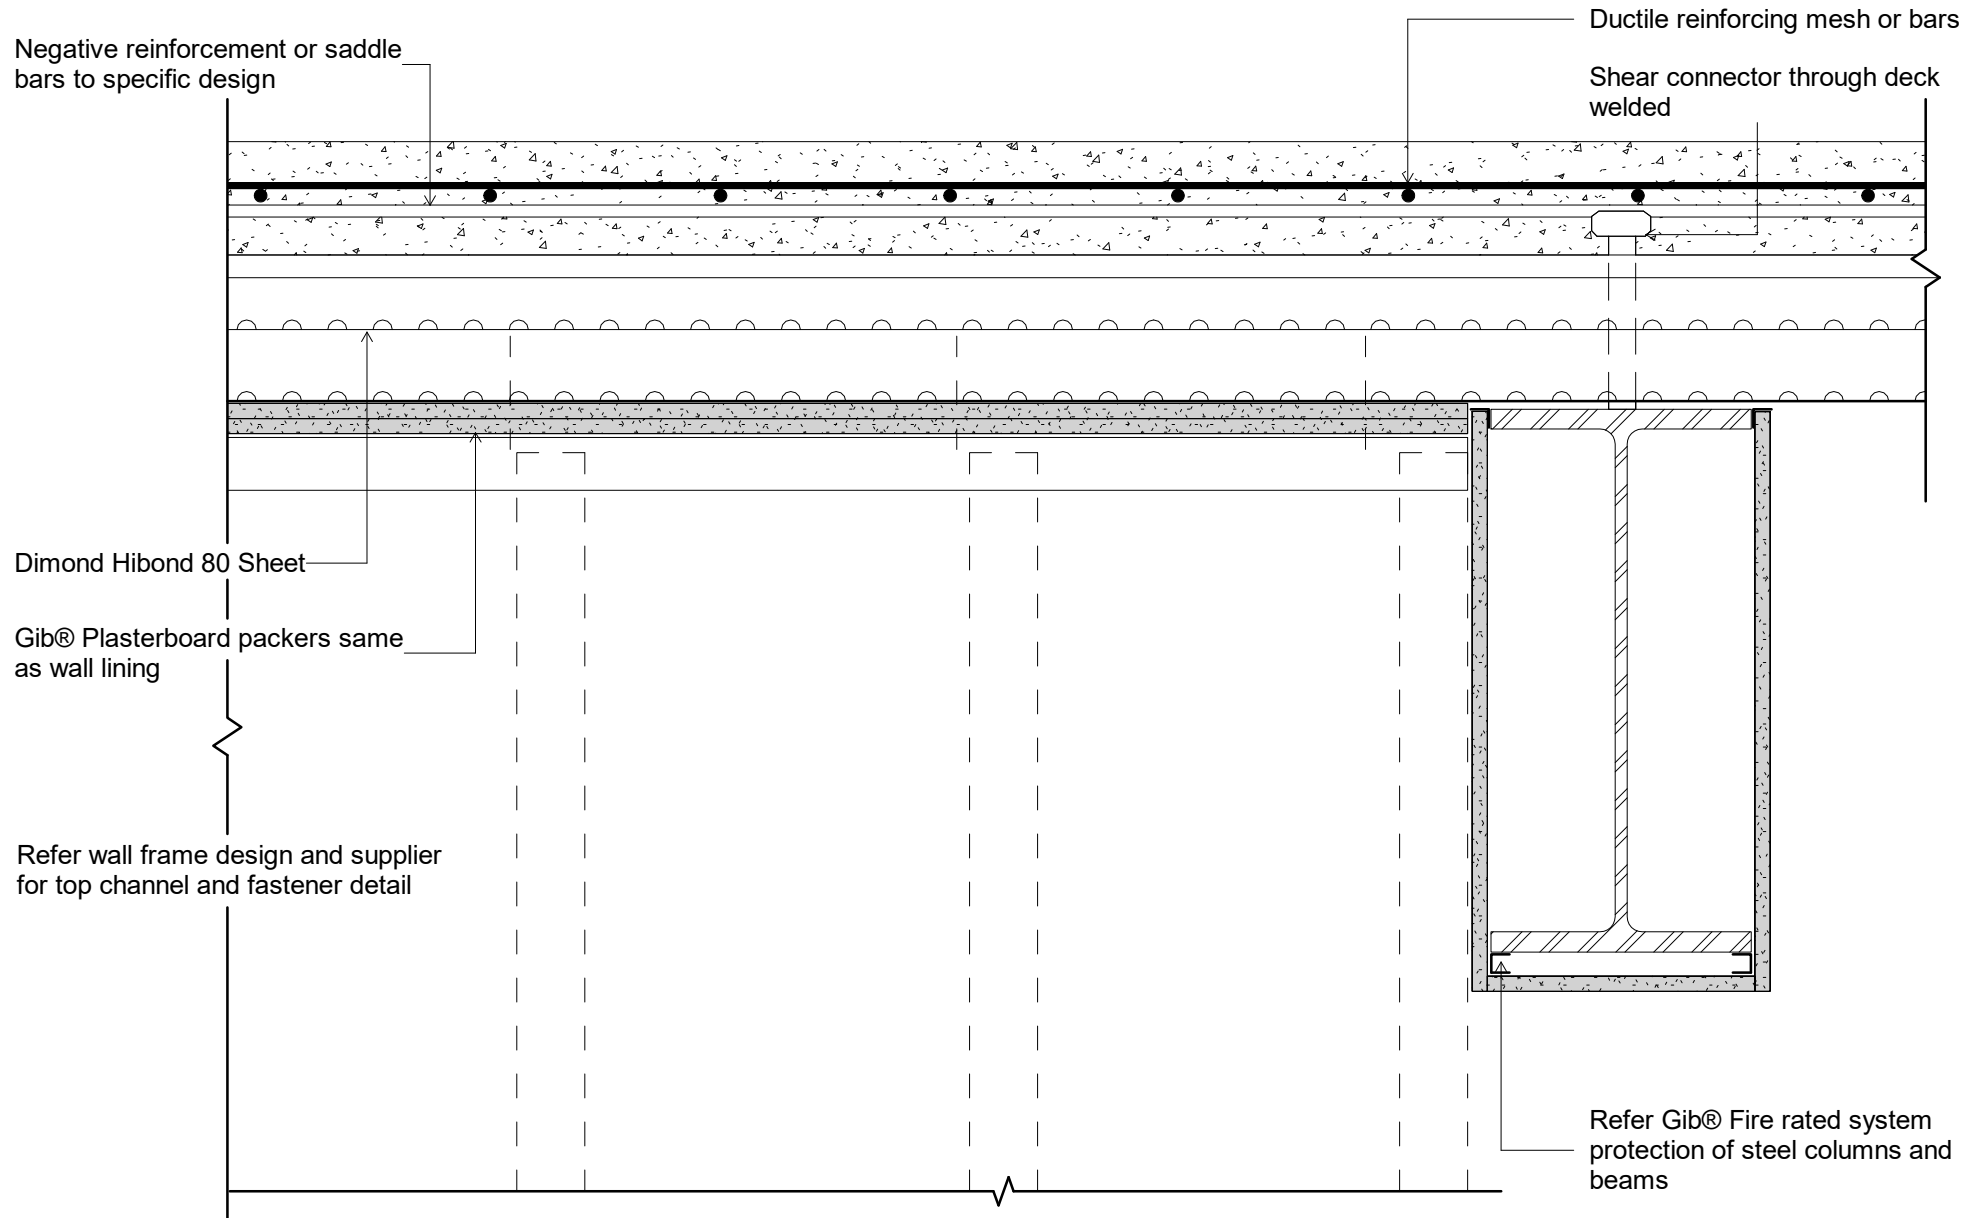 Negative reinforcement or saddle
bars to specific design
Ductile reinforcing mesh or bars
Shear connector through deck
welded
Dimond Hibond 80 Sheet
Gib® Plasterboard packers same
as wall lining
Refer wall frame design and supplier
for top channel and fastener detail
Refer Gib® Fire rated system
protection of steel columns and
beams